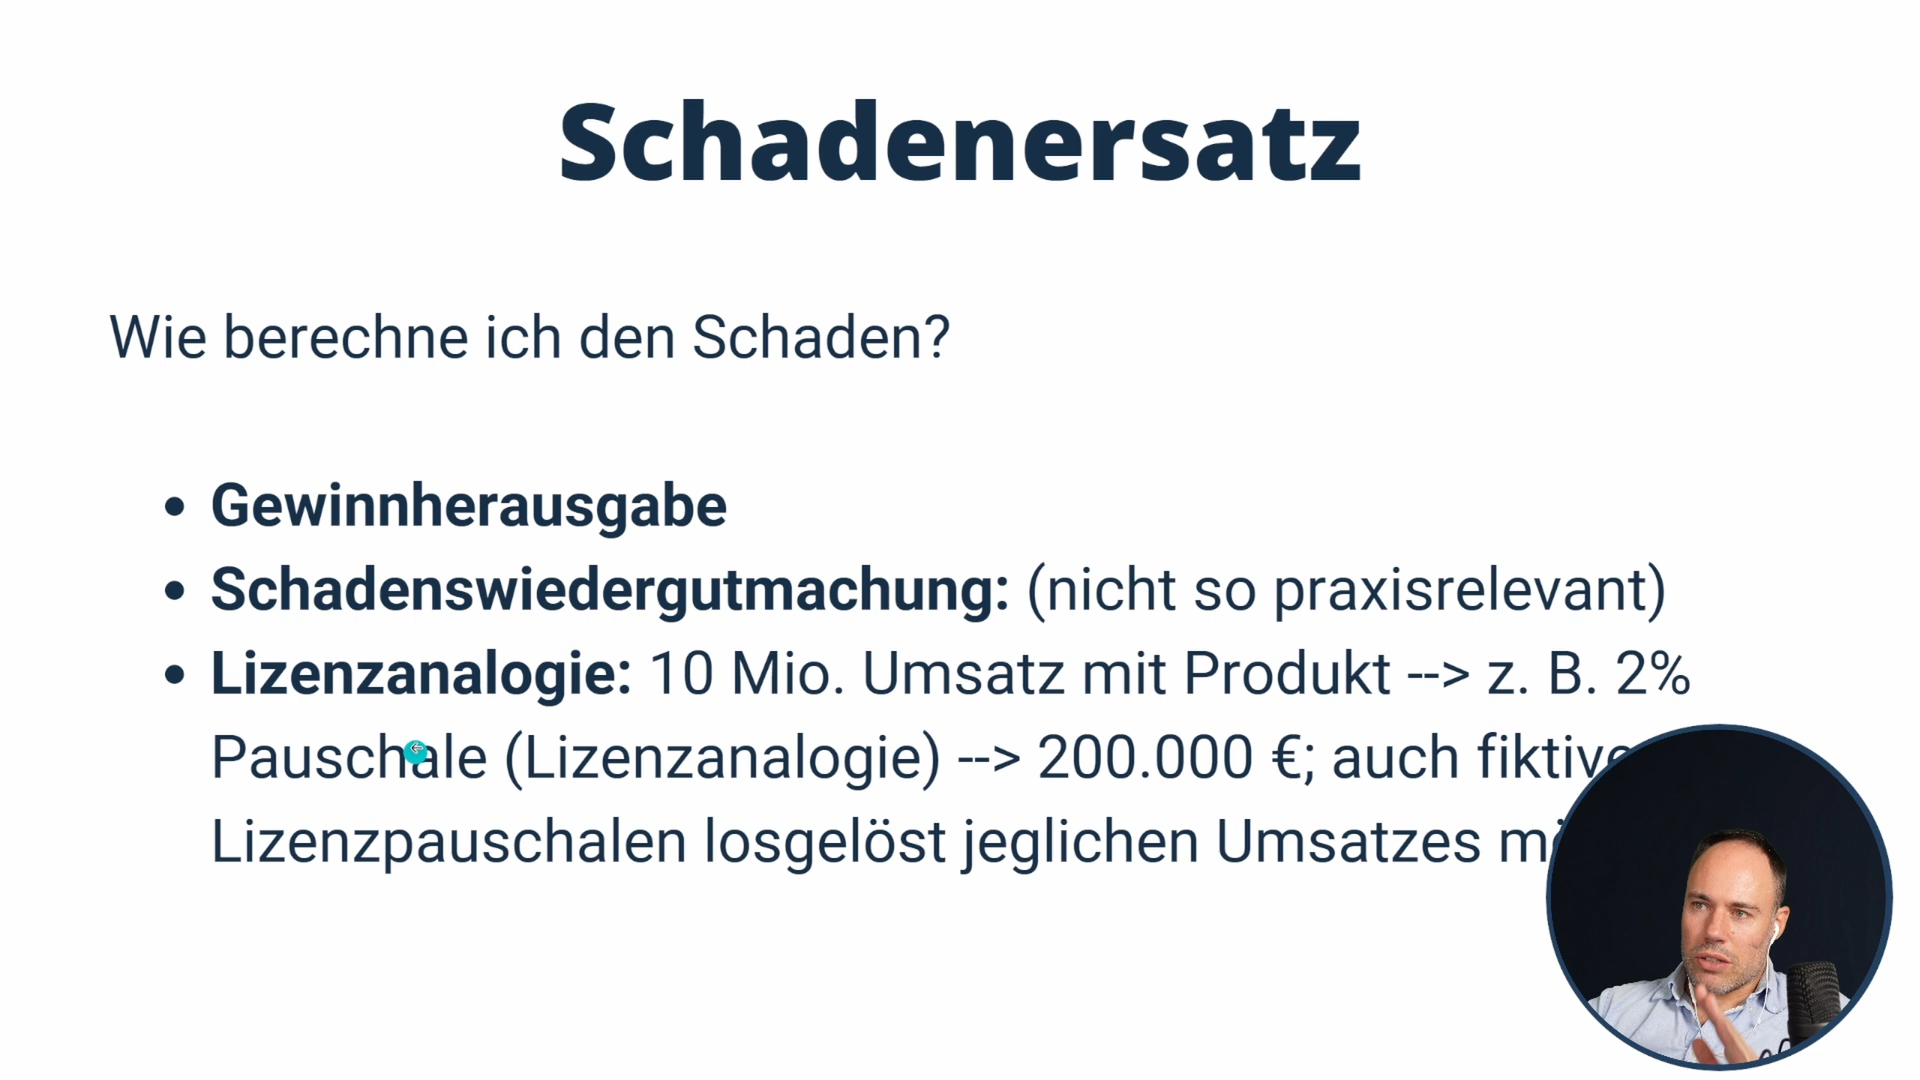 Schadenersatz
Wie berechne ich den Schaden?
• Gewinnherausgabe
• Schadenswiedergutmachung: (nicht so praxisrelevant)
• Lizenzanalogie: 10 Mio. Umsatz mit Produkt --> z. B. 2%
Pauschale (Lizenzanalogie) --> 200.000 €; auch fiktive
Lizenzpauschalen losgelöst jeglichen Umsatzes